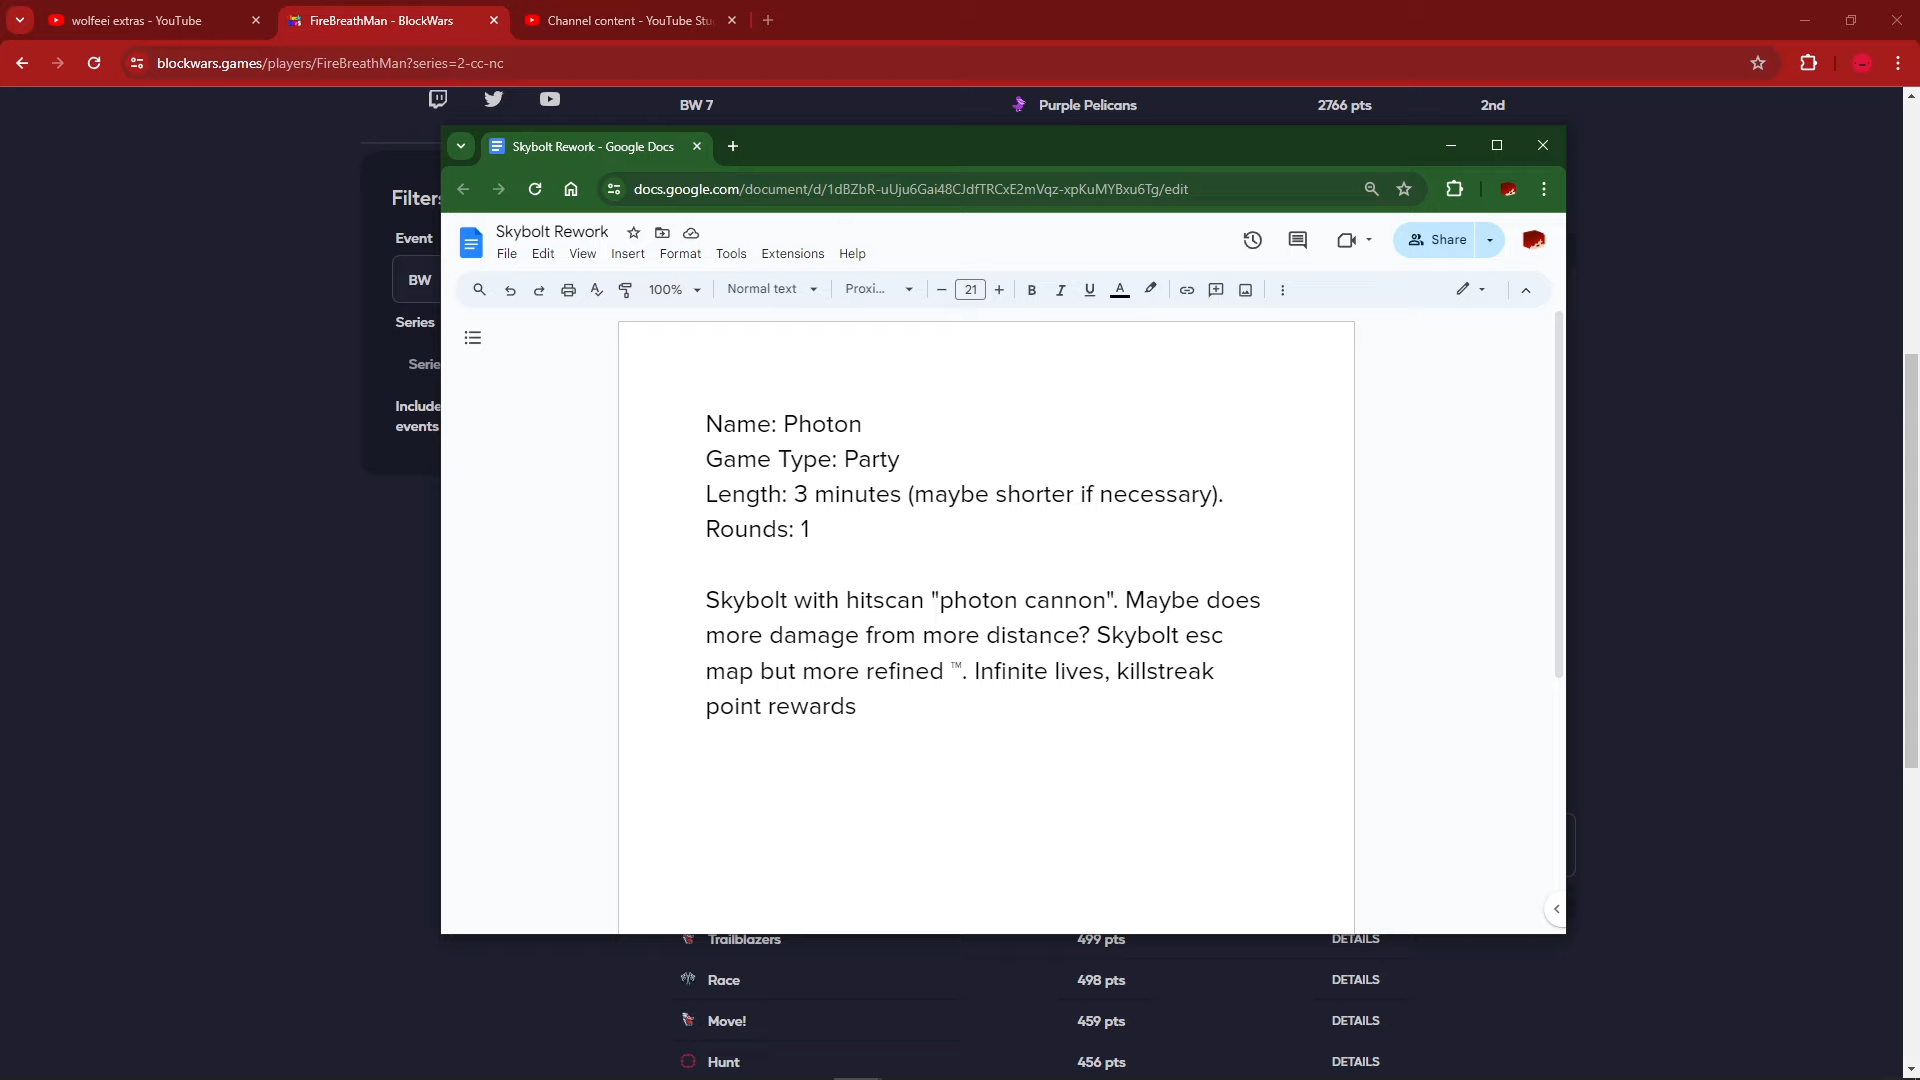 wolfeei extras - YouTube
FireBreathMan - BlockWars
Channel content - YouTube Stu
blockwars.games/players/FireBreathMan?series=2-cc-nc
BW 7
Purple Pelicans
2766 pts
2nd
Filters
Event
BW
Series
Serie
Include
events
Skybolt Rework - Google Docs
docs.google.com/document/d/1dBZbR-uUju6Gai48CJdfTRCxE2mVqz-xpKuMYBxu6Tg/edit
Skybolt Rework
File Edit View Insert Format Tools Extensions Help
Share
100%
Normal text
Proxi...
21
B I U A
Name: Photon
Game Type: Party
Length: 3 minutes (maybe shorter if necessary).
Rounds: 1
Skybolt with hitscan "photon cannon". Maybe does
more damage from more distance? Skybolt esc
map but more refined ™. Infinite lives, killstreak
point rewards
Trailblazers 499 pts DETAILS
Race 498 pts DETAILS
Move! 459 pts DETAILS
Hunt 456 pts DETAILS